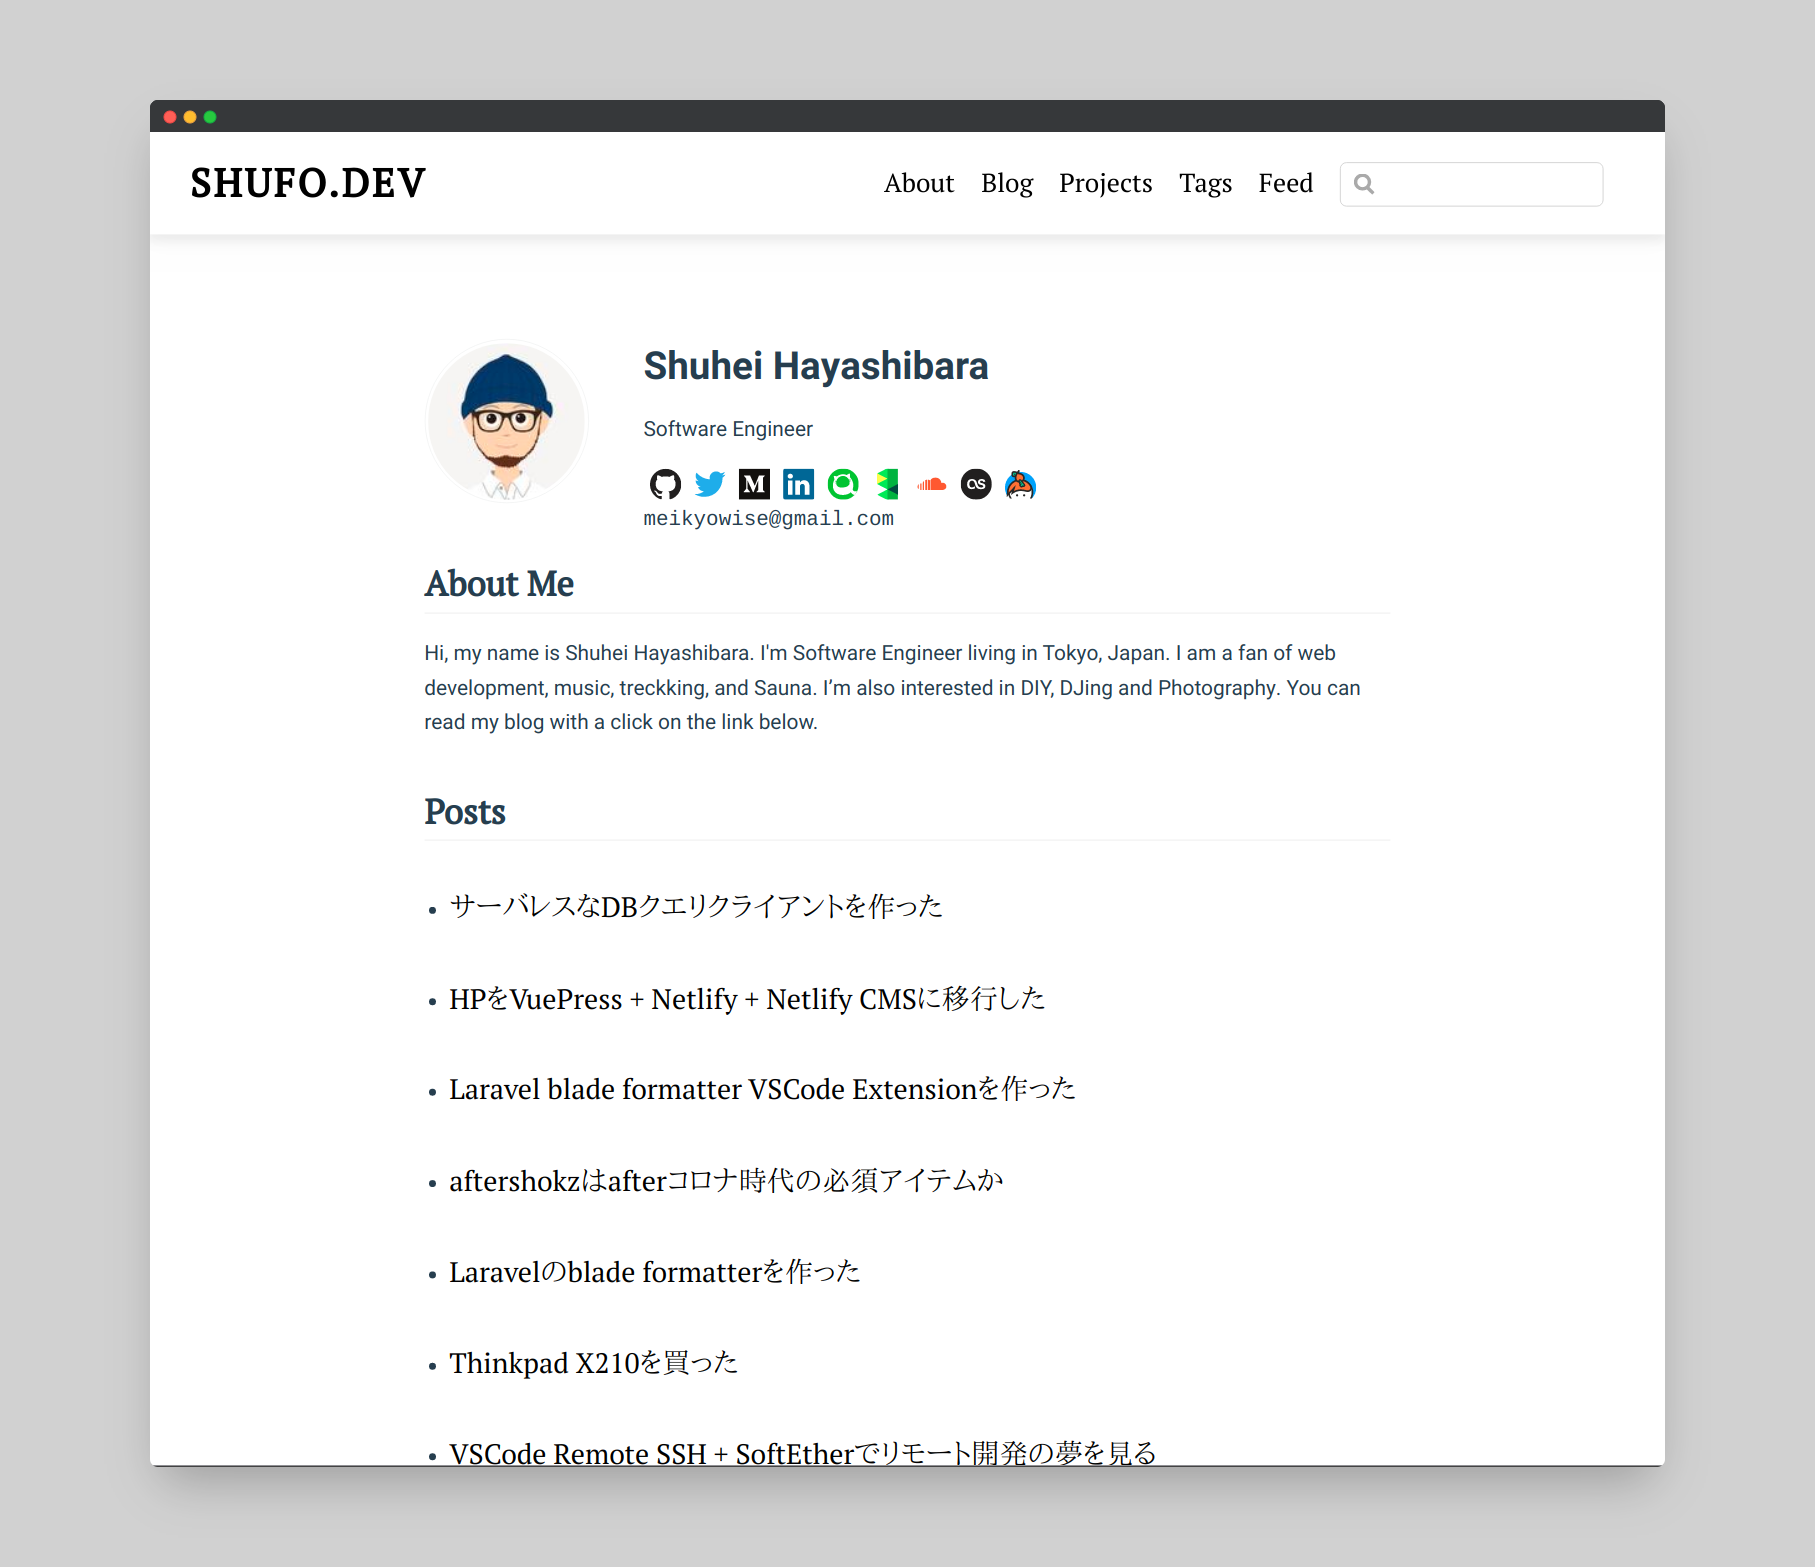 SHUFO.DEV
About Blog Projects Tags Feed
Shuhei Hayashibara
Software Engineer
M in as
meikyowise@gmail.com
About Me
Hi, my name is Shuhei Hayashibara. I'm Software Engineer living in Tokyo, Japan. I am a fan of web
development, music, treckking, and Sauna. I’m also interested in DIY, DJing and Photography. You can
read my blog with a click on the link below.
Posts
• サーバレスなDBクエリクライアントを作った
• HPをVuePress + Netlify + Netlify CMSに移行した
• Laravel blade formatter VSCode Extensionを作った
• aftershokzはafterコロナ時代の必須アイテムか
• Laravelのblade formatterを作った
• Thinkpad X210を買った
• VSCode Remote SSH + SoftEtherでリモート開発の夢を見る